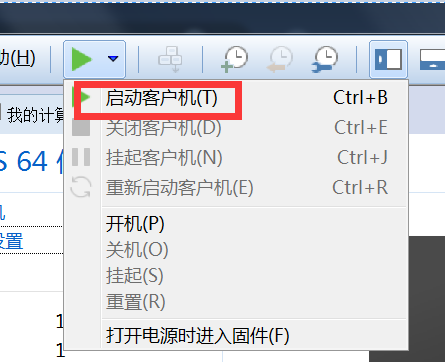 助(H)
启动客户机(T) Ctrl+B
我的计算
关闭客户机(D) Ctrl+E
S 64 位
挂起客户机(N) Ctrl+J
重新启动客户机(E) Ctrl+R
机
开机(P)
设置
关机(O)
挂起(S)
重置(R)
1
打开电源时进入固件(F)
1